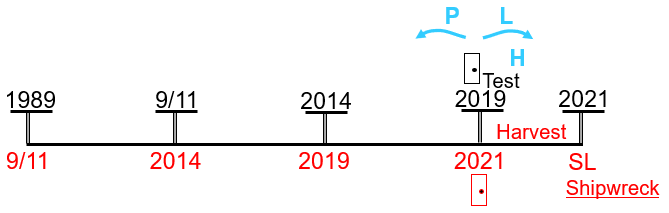 P L
H
Test
1989 9/11 2014 2019 2021
Harvest
9/11 2014 2019 2021 SL
Shipwreck